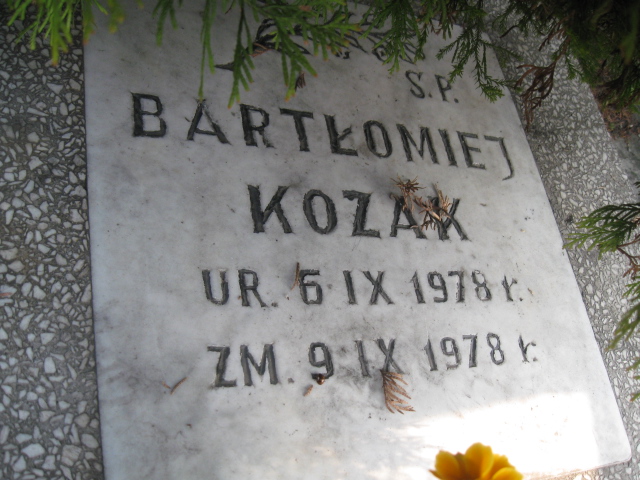 S.P.
BARTŁOMIEJ
KOZAK
UR. 6 IX 1978 r.
ZM. 9 IX 1978 r.